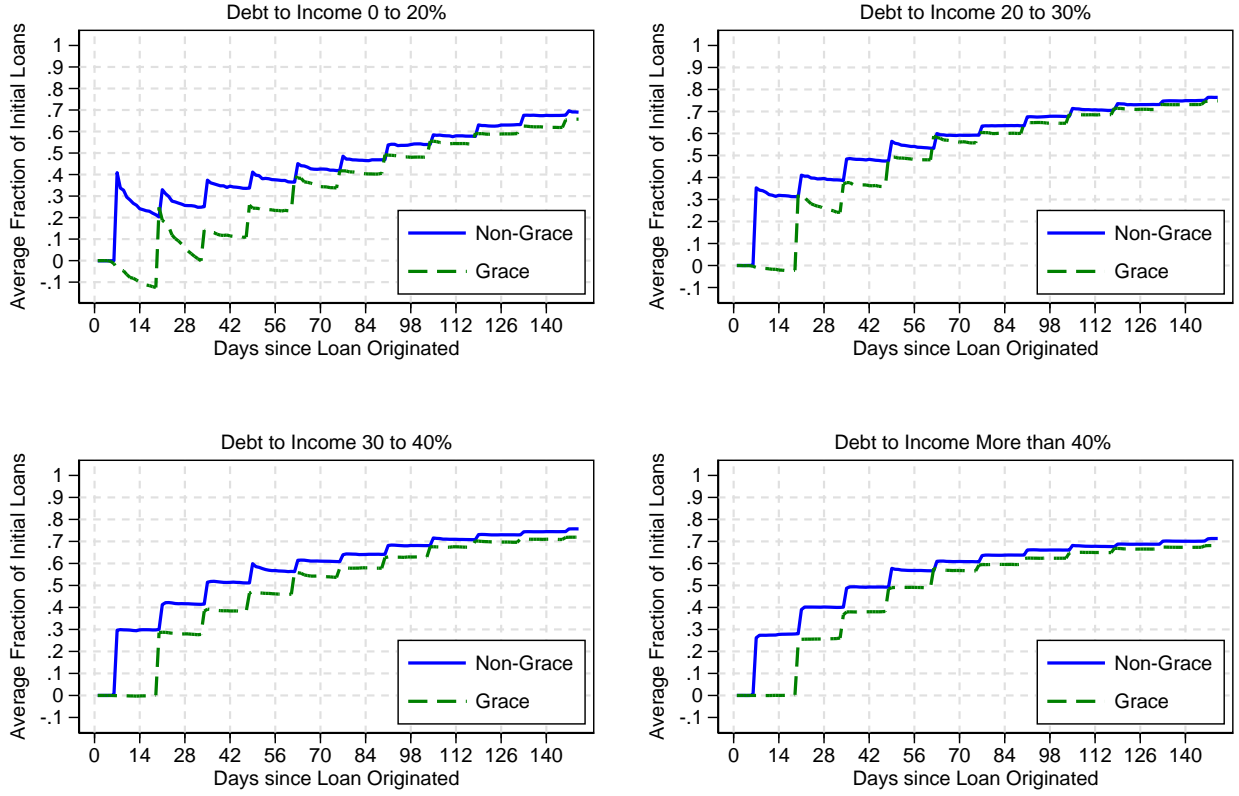 Debt to Income 0 to 20%
Average Fraction of Initial Loans
1
.9
.8
.7
.6
.5
.4
.3
.2
.1
0
-.1
Non-Grace
Grace
0 14 28 42 56 70 84 98 112 126 140
Days since Loan Originated
Debt to Income 20 to 30%
Average Fraction of Initial Loans
1
.9
.8
.7
.6
.5
.4
.3
.2
.1
0
-.1
Non-Grace
Grace
0 14 28 42 56 70 84 98 112 126 140
Days since Loan Originated
Debt to Income 30 to 40%
Average Fraction of Initial Loans
1
.9
.8
.7
.6
.5
.4
.3
.2
.1
0
-.1
Non-Grace
Grace
0 14 28 42 56 70 84 98 112 126 140
Days since Loan Originated
Debt to Income More than 40%
Average Fraction of Initial Loans
1
.9
.8
.7
.6
.5
.4
.3
.2
.1
0
-.1
Non-Grace
Grace
0 14 28 42 56 70 84 98 112 126 140
Days since Loan Originated